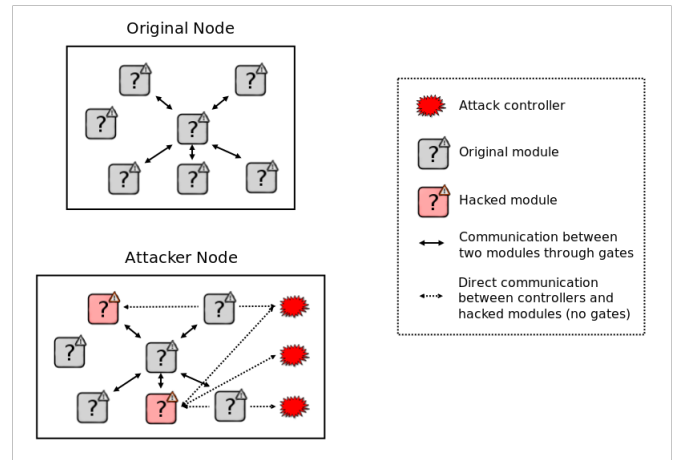 Original Node
?
?
?
?
?
?
?
Attack controller
?
Original module
?
Hacked module
Communication between
two modules through gates
Direct communication
between controllers and
hacked modules (no gates)
Attacker Node
?
?
?
?
?
?
?